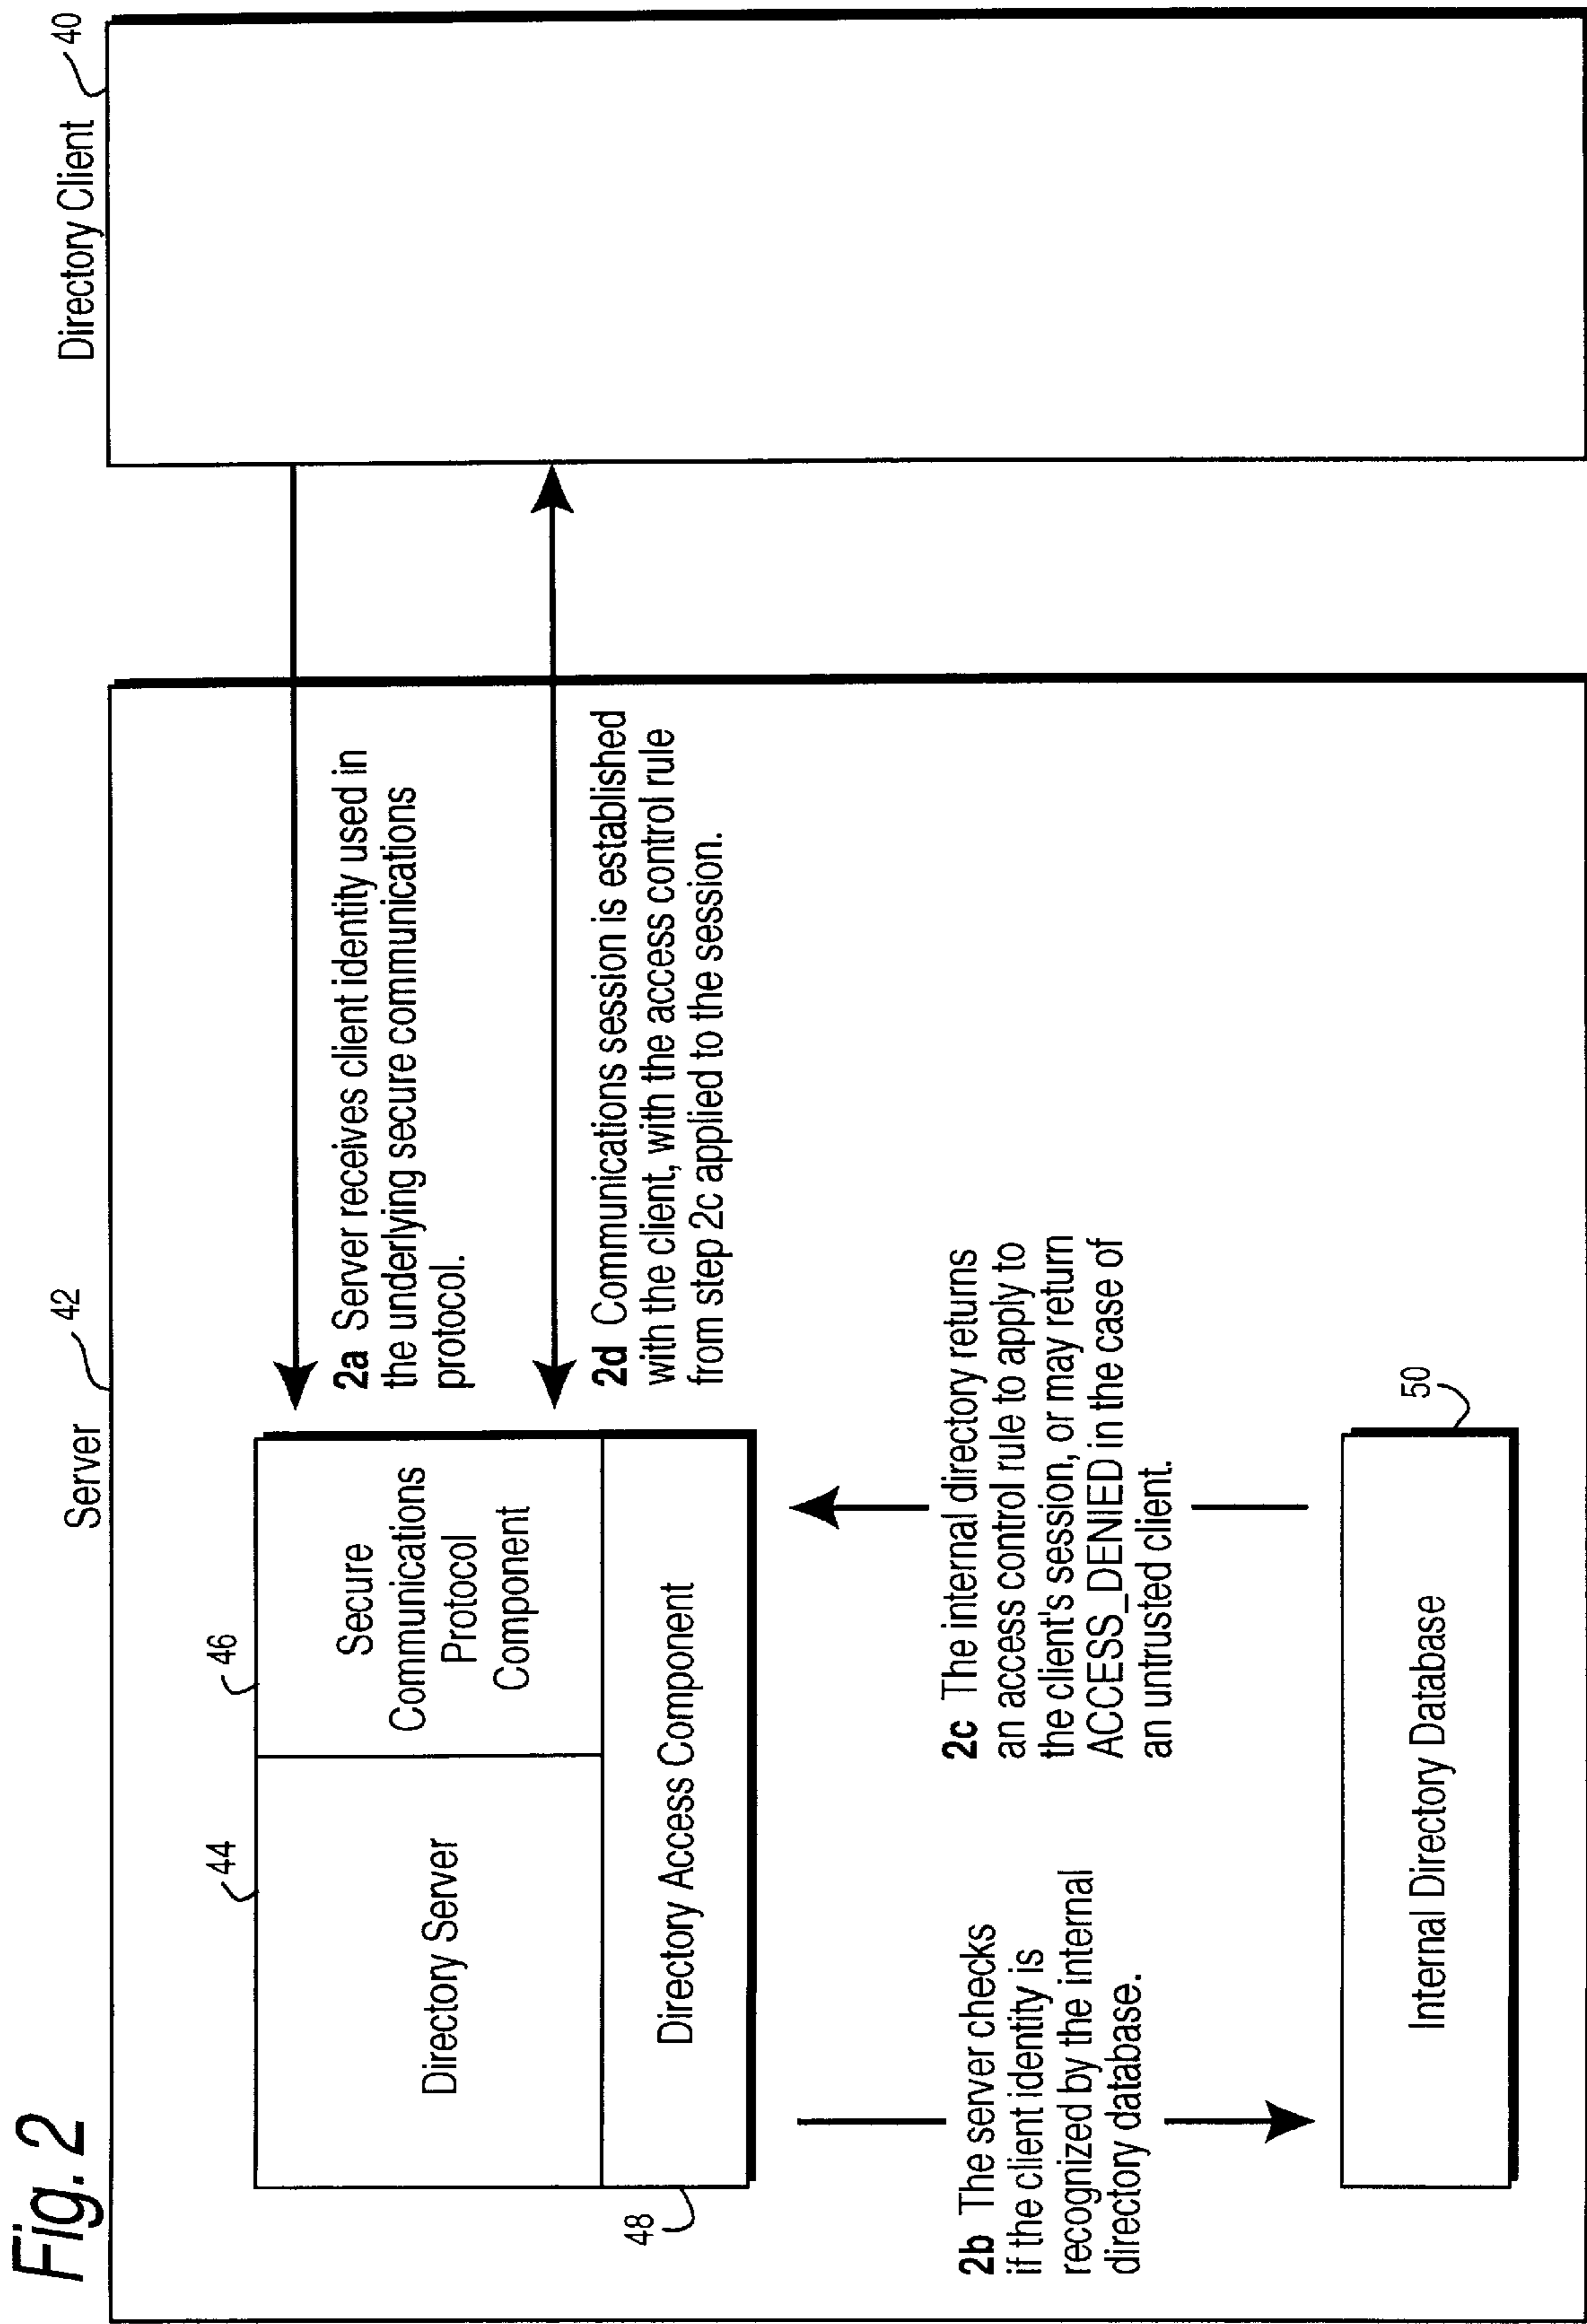 Fig. 2
Server
42
Directory Client
40
44
46
Directory Server
Secure
Communications
Protocol
Component
48
Directory Access Component
2a Server receives client identity used in
the underlying secure communications
protocol.
2d Communications session is established
with the client, with the access control rule
from step 2c applied to the session.
2b The server checks
if the client identity is
recognized by the internal
directory database.
2c The internal directory returns
an access control rule to apply to
the client's session, or may return
ACCESS_DENIED in the case of
an untrusted client.
Internal Directory Database
50